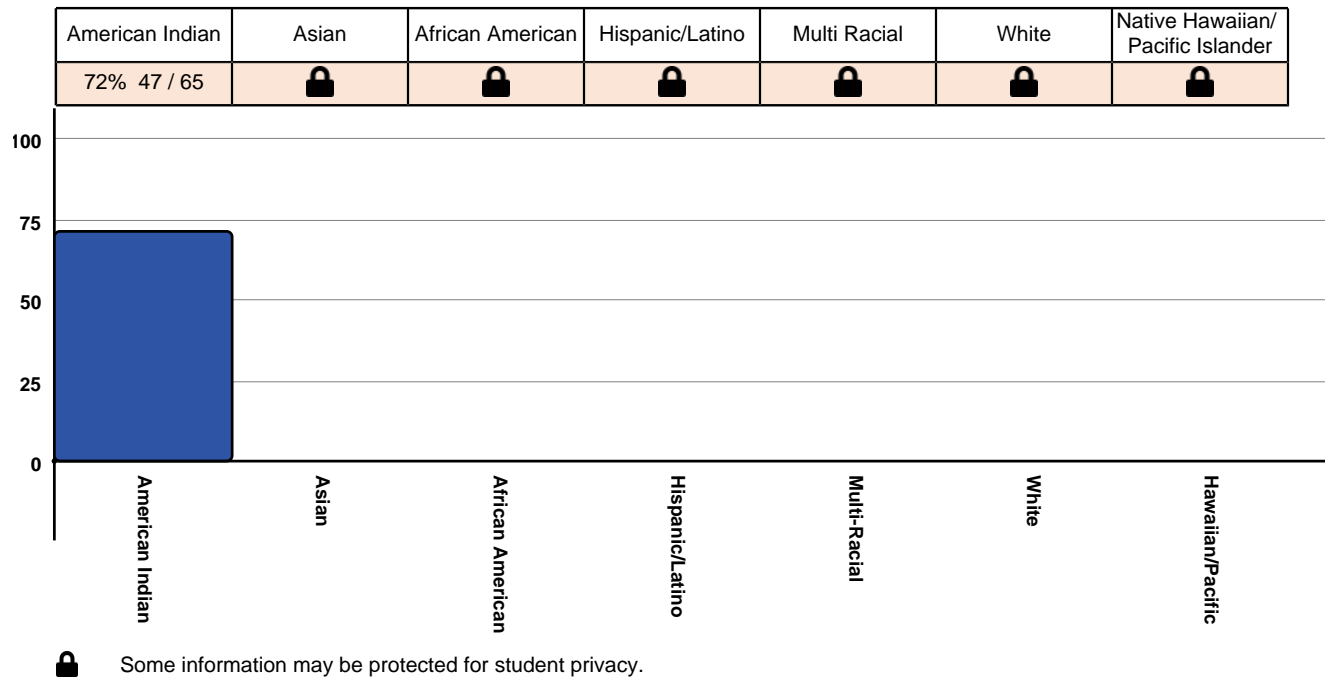 American Indian
Asian
African American
Hispanic/Latino
Multi Racial
White
Native Hawaiian/
Pacific Islander
72% 47 / 65
100
75
50
25
0
American Indian
Asian
African American
Hispanic/Latino
Multi-Racial
White
Hawaiian/Pacific
Some information may be protected for student privacy.